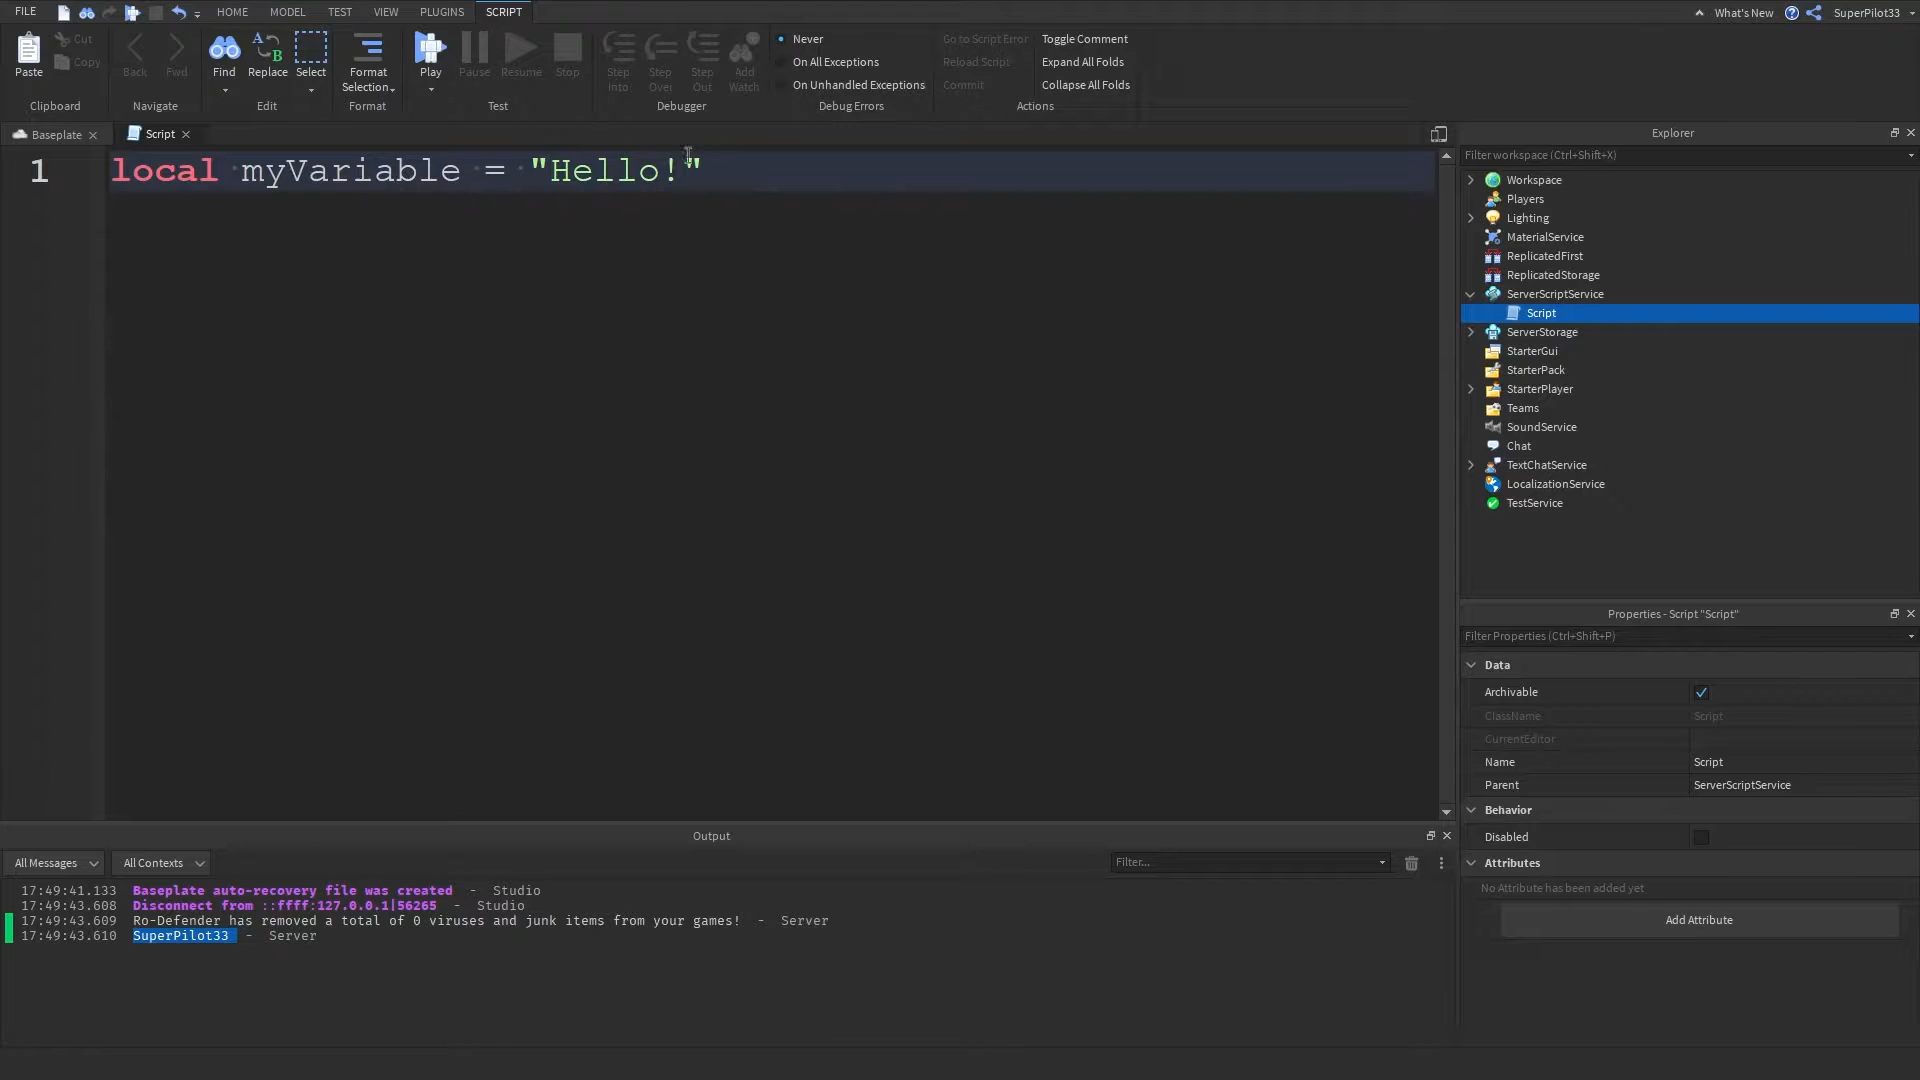 FILE HOME MODEL TEST VIEW PLUGINS SCRIPT What's New ? SuperPilot33
Paste Cut Copy
Clipboard
Back Fwd
Navigate
Find Replace Select
Edit
Format Selection
Format
Play Pause Resume Stop
Test
Step Into Step Over Step Out Add Watch
Debugger
Never
On All Exceptions
On Unhandled Exceptions
Debug Errors
Go to Script Error Toggle Comment
Reload Script Expand All Folds
Commit Collapse All Folds
Actions
Baseplate Script
1 local myVariable = "Hello!"
Explorer
Filter workspace (Ctrl+Shift+X)
Workspace
Players
Lighting
MaterialService
ReplicatedFirst
ReplicatedStorage
ServerScriptService
Script
ServerStorage
StarterGui
StarterPack
StarterPlayer
Teams
SoundService
Chat
TextChatService
LocalizationService
TestService
Properties - Script "Script"
Filter Properties (Ctrl+Shift+P)
Data
Archivable
ClassName Script
CurrentEditor
Name Script
Parent ServerScriptService
Behavior
Disabled
Attributes
No Attribute has been added yet
Add Attribute
Output
All Messages All Contexts Filter...
17:49:41.133 Baseplate auto-recovery file was created - Studio
17:49:43.608 Disconnect from ::ffff:127.0.0.1|56265 - Studio
17:49:43.609 Ro-Defender has removed a total of 0 viruses and junk items from your games! - Server
17:49:43.610 SuperPilot33 - Server